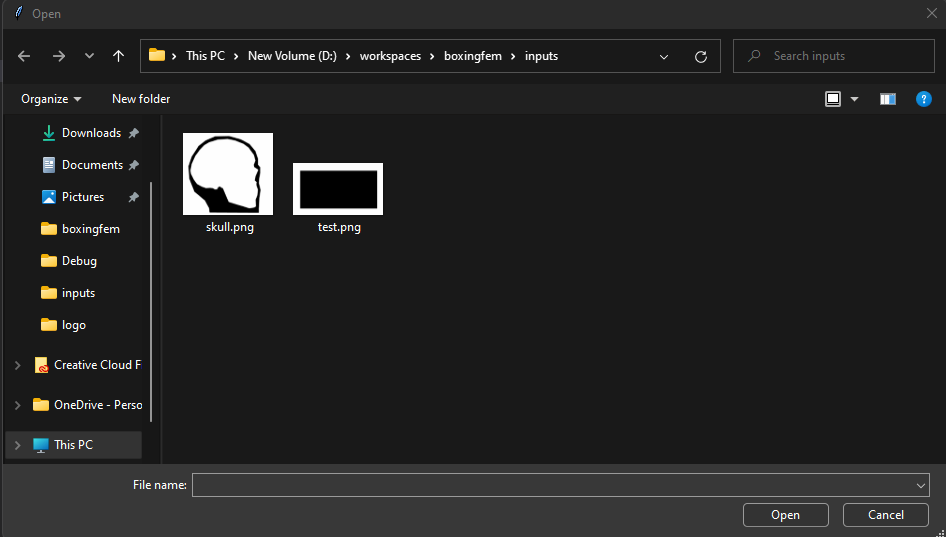 Open
This PC > New Volume (D:) > workspaces > boxingfem > inputs
Search inputs
Organize
New folder
?
Downloads
Documents
Pictures
boxingfem
Debug
inputs
logo
Creative Cloud F
OneDrive - Perso
This PC
skull.png
test.png
File name:
Open
Cancel